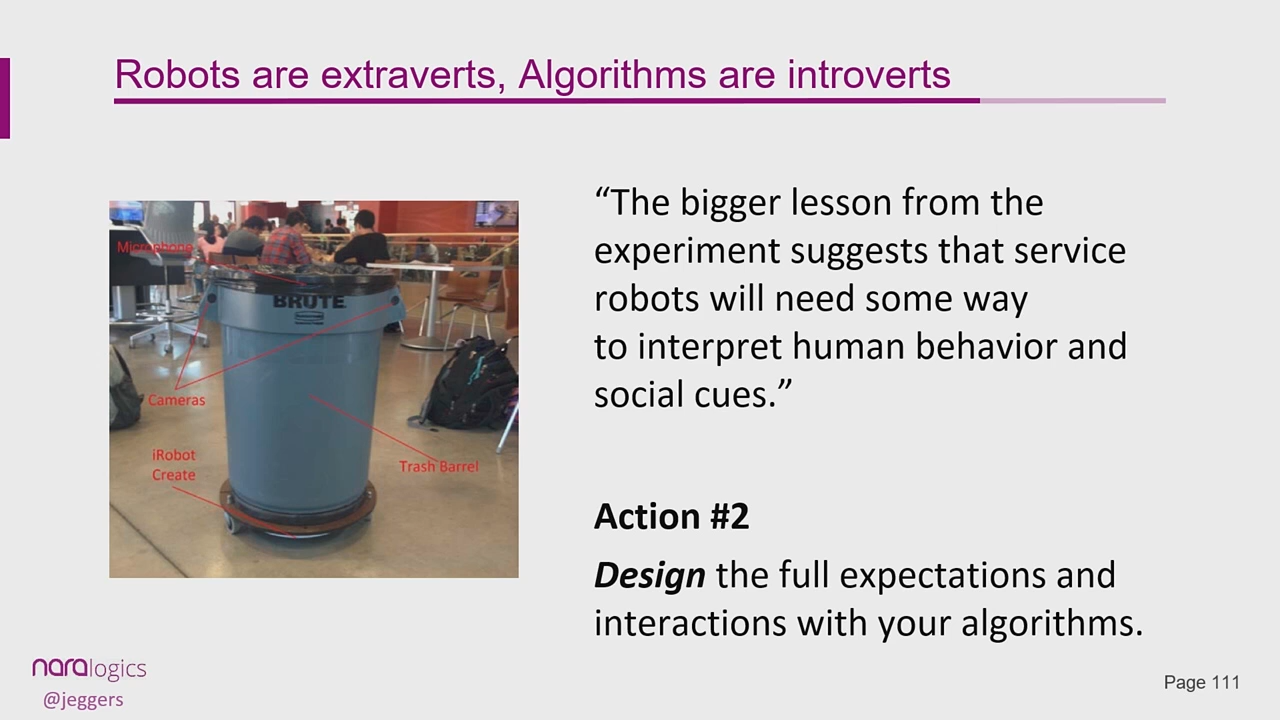 Robots are extraverts, Algorithms are introverts
Microphone
BRUTE
Cameras
iRobot
Create
Trash Barrel
“The bigger lesson from the
experiment suggests that service
robots will need some way
to interpret human behavior and
social cues.”
Action #2
Design the full expectations and
interactions with your algorithms.
naralogics
@jeggers
Page 111